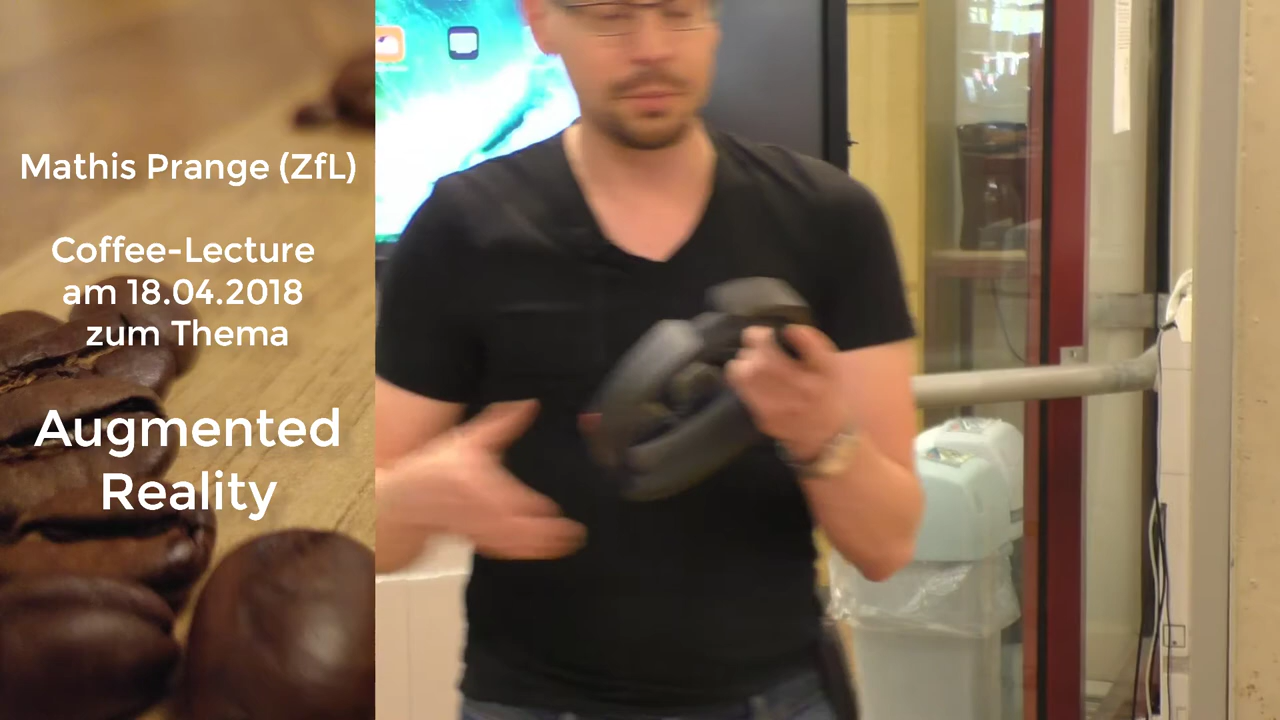 Mathis Prange (ZfL)
Coffee-Lecture
am 18.04.2018
zum Thema
Augmented
Reality